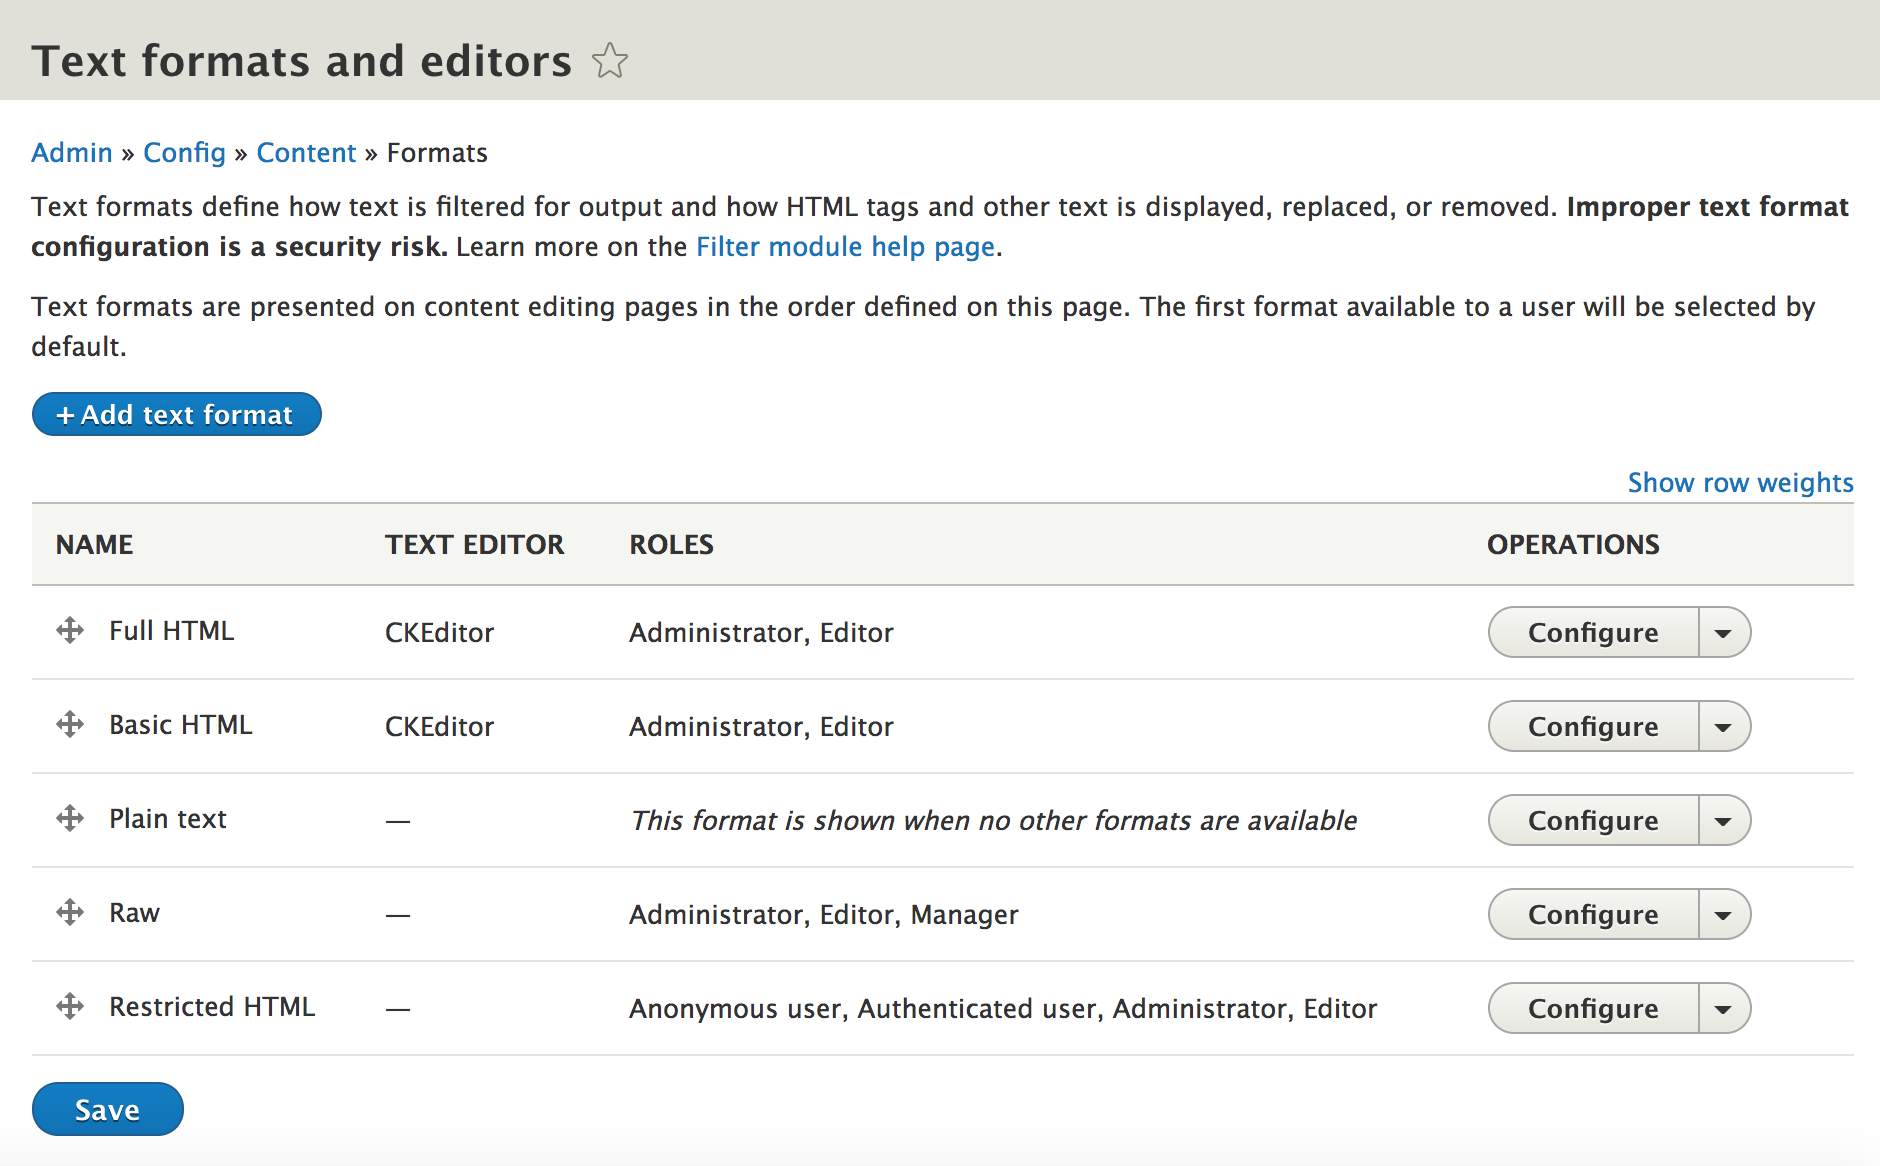 Text formats and editors
Admin » Config » Content » Formats
Text formats define how text is filtered for output and how HTML tags and other text is displayed, replaced, or removed. Improper text format
configuration is a security risk. Learn more on the Filter module help page.
Text formats are presented on content editing pages in the order defined on this page. The first format available to a user will be selected by
default.
+ Add text format
Show row weights
NAME TEXT EDITOR ROLES OPERATIONS
Full HTML CKEditor Administrator, Editor Configure
Basic HTML CKEditor Administrator, Editor Configure
Plain text — This format is shown when no other formats are available Configure
Raw — Administrator, Editor, Manager Configure
Restricted HTML — Anonymous user, Authenticated user, Administrator, Editor Configure
Save